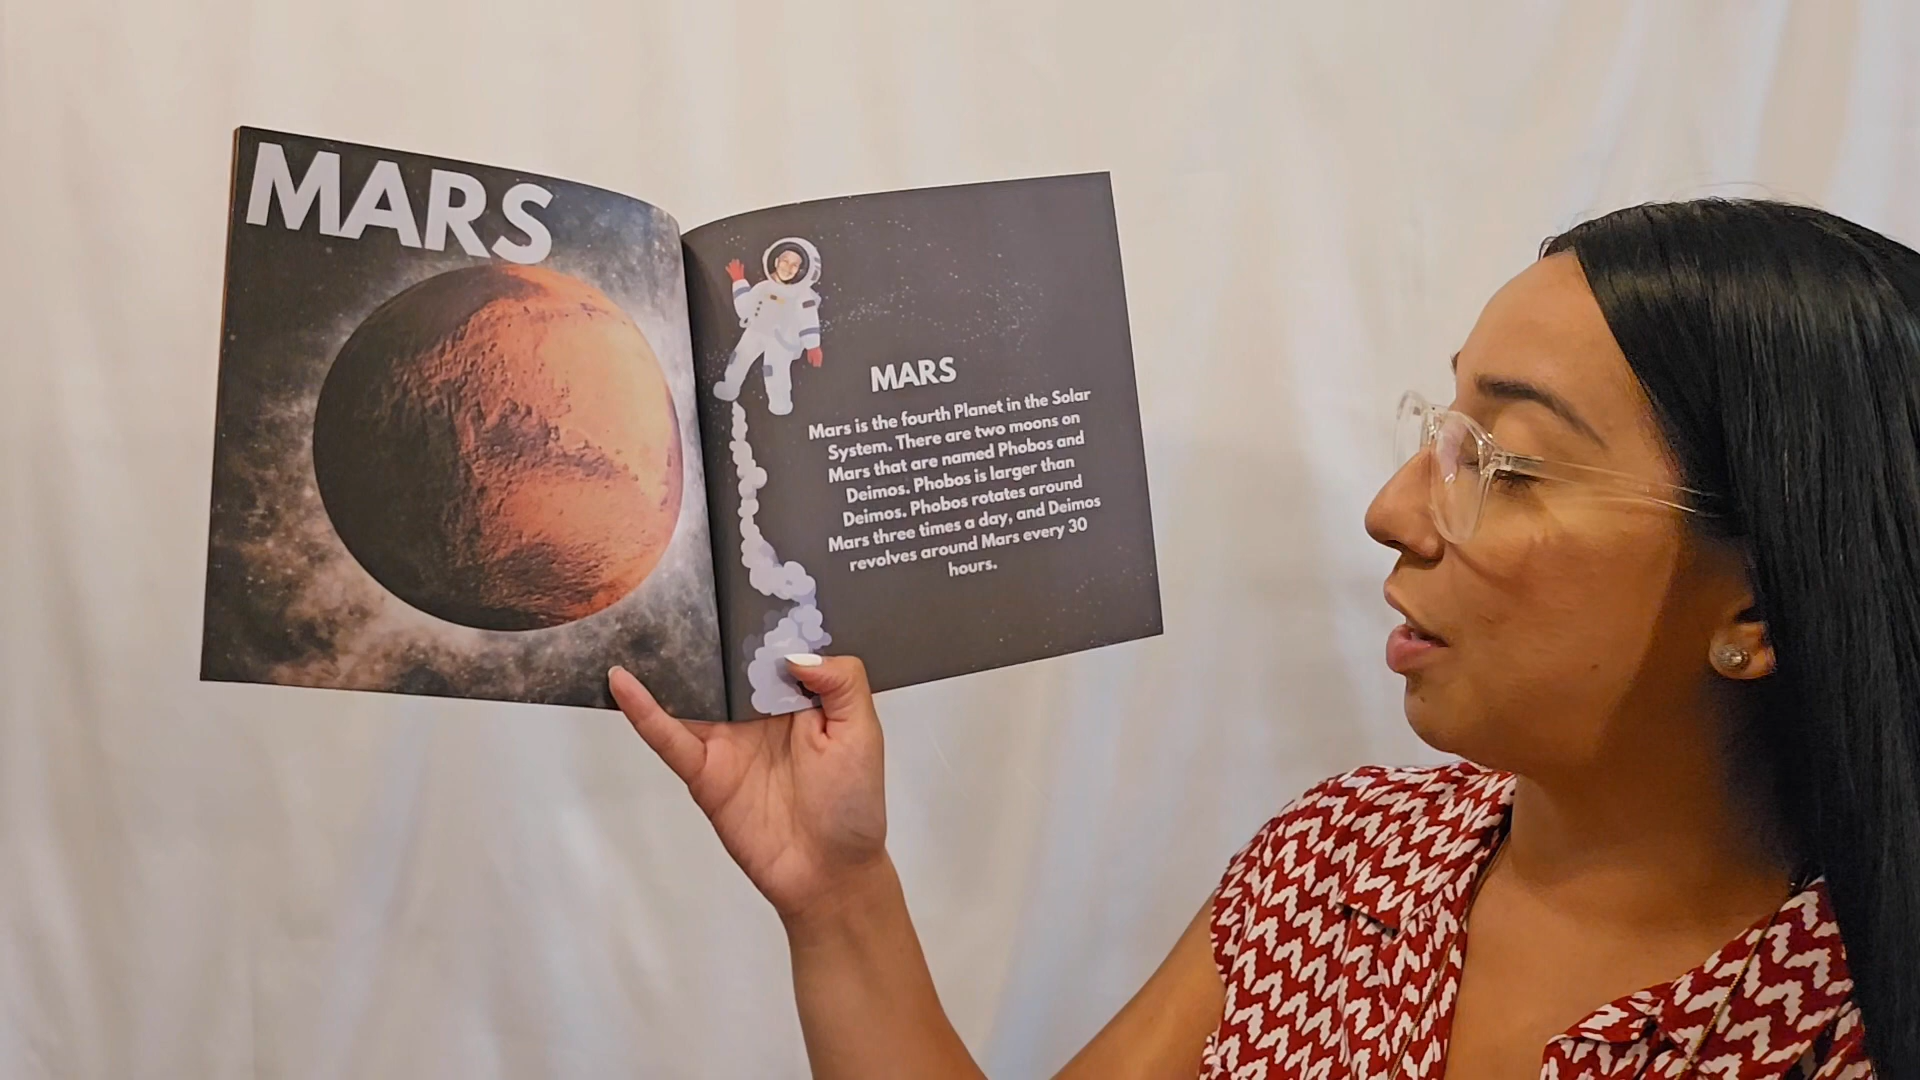 MARS
MARS
Mars is the fourth Planet in the Solar
System. There are two moons on
Mars that are named Phobos and
Deimos. Phobos is larger than
Deimos. Phobos rotates around
Mars three times a day, and Deimos
revolves around Mars every 30
hours.